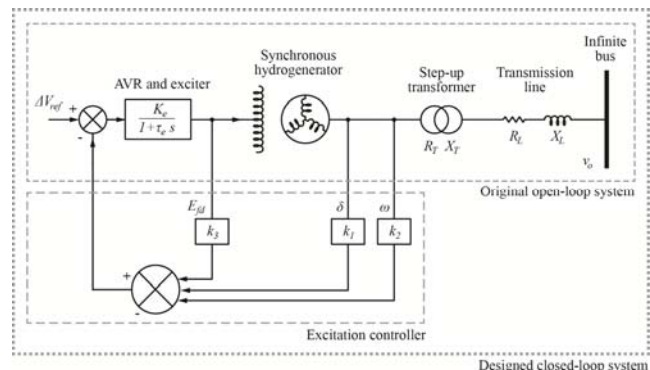 Synchronous
hydrogenerator
Infinite
bus
AVR and exciter
Step-up
transformer
Transmission
line
ΔV_ref
+
-
K_e
1+τ_e s
R_T X_T
R_L
X_L
v_o
Original open-loop system
E_fd
δ
ω
k_3
k_1
k_2
+
-
Excitation controller
Designed closed-loop system